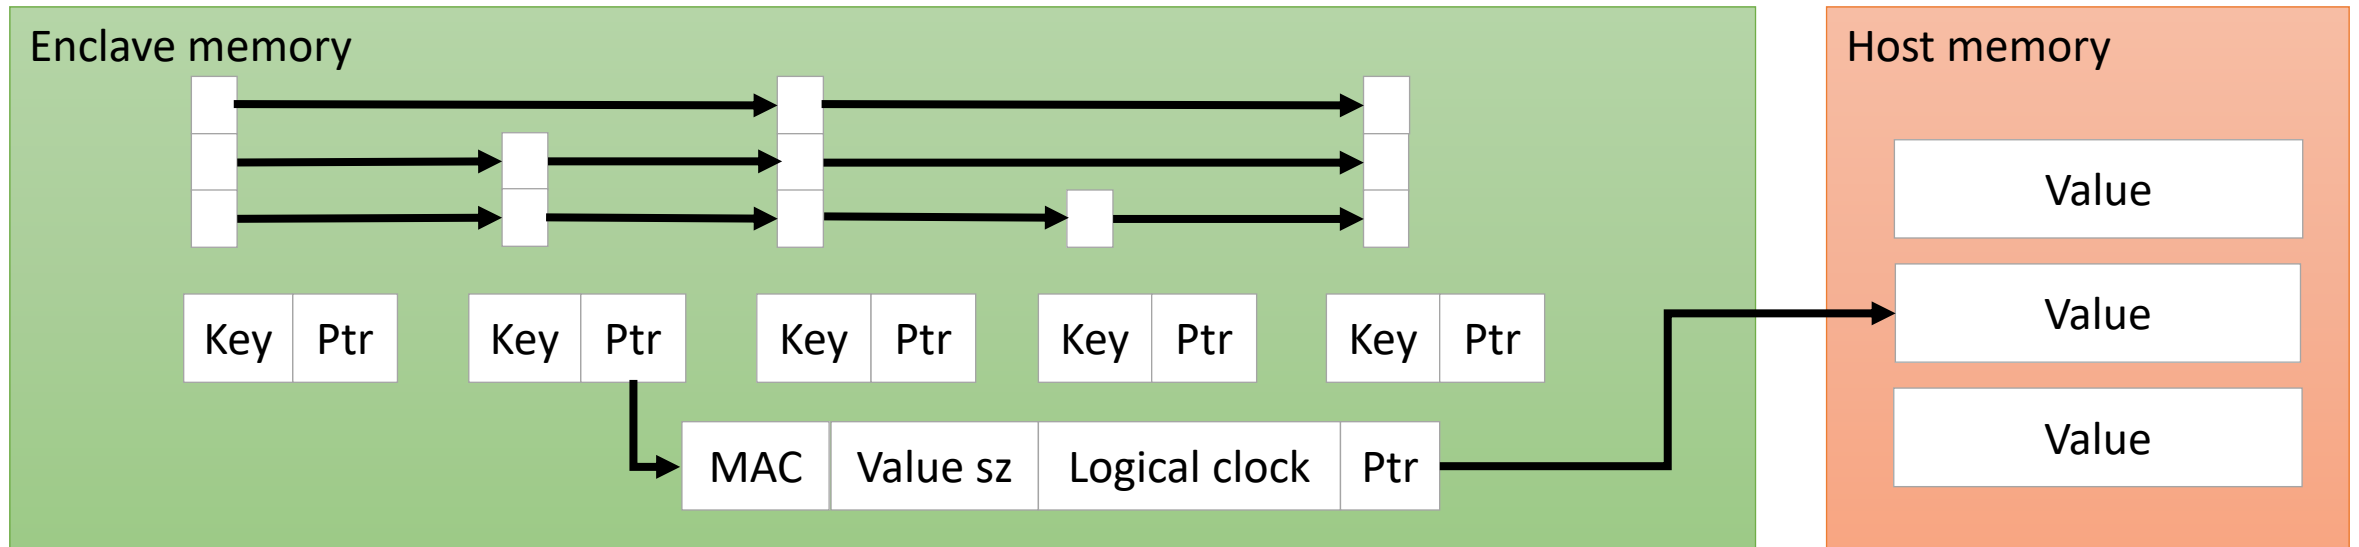 Enclave memory
Host memory
Value
Value
Value
Key Ptr Key Ptr Key Ptr Key Ptr Key Ptr
MAC Value sz Logical clock Ptr